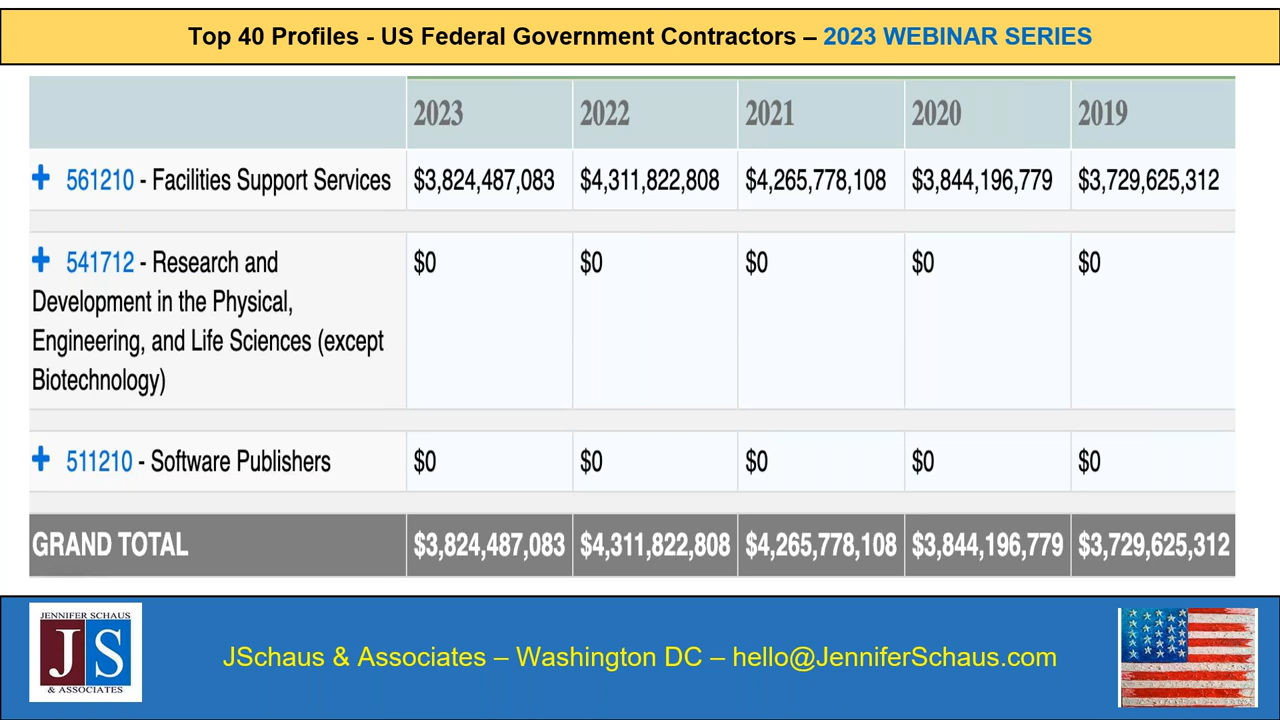 Top 40 Profiles - US Federal Government Contractors – 2023 WEBINAR SERIES
2023 2022 2021 2020 2019
561210 - Facilities Support Services $3,824,487,083 $4,311,822,808 $4,265,778,108 $3,844,196,779 $3,729,625,312
541712 - Research and $0 $0 $0 $0 $0
Development in the Physical,
Engineering, and Life Sciences (except
Biotechnology)
511210 - Software Publishers $0 $0 $0 $0 $0
GRAND TOTAL $3,824,487,083 $4,311,822,808 $4,265,778,108 $3,844,196,779 $3,729,625,312
JENNIFER SCHAUS
JS
& ASSOCIATES
JSchaus & Associates – Washington DC – hello@JenniferSchaus.com